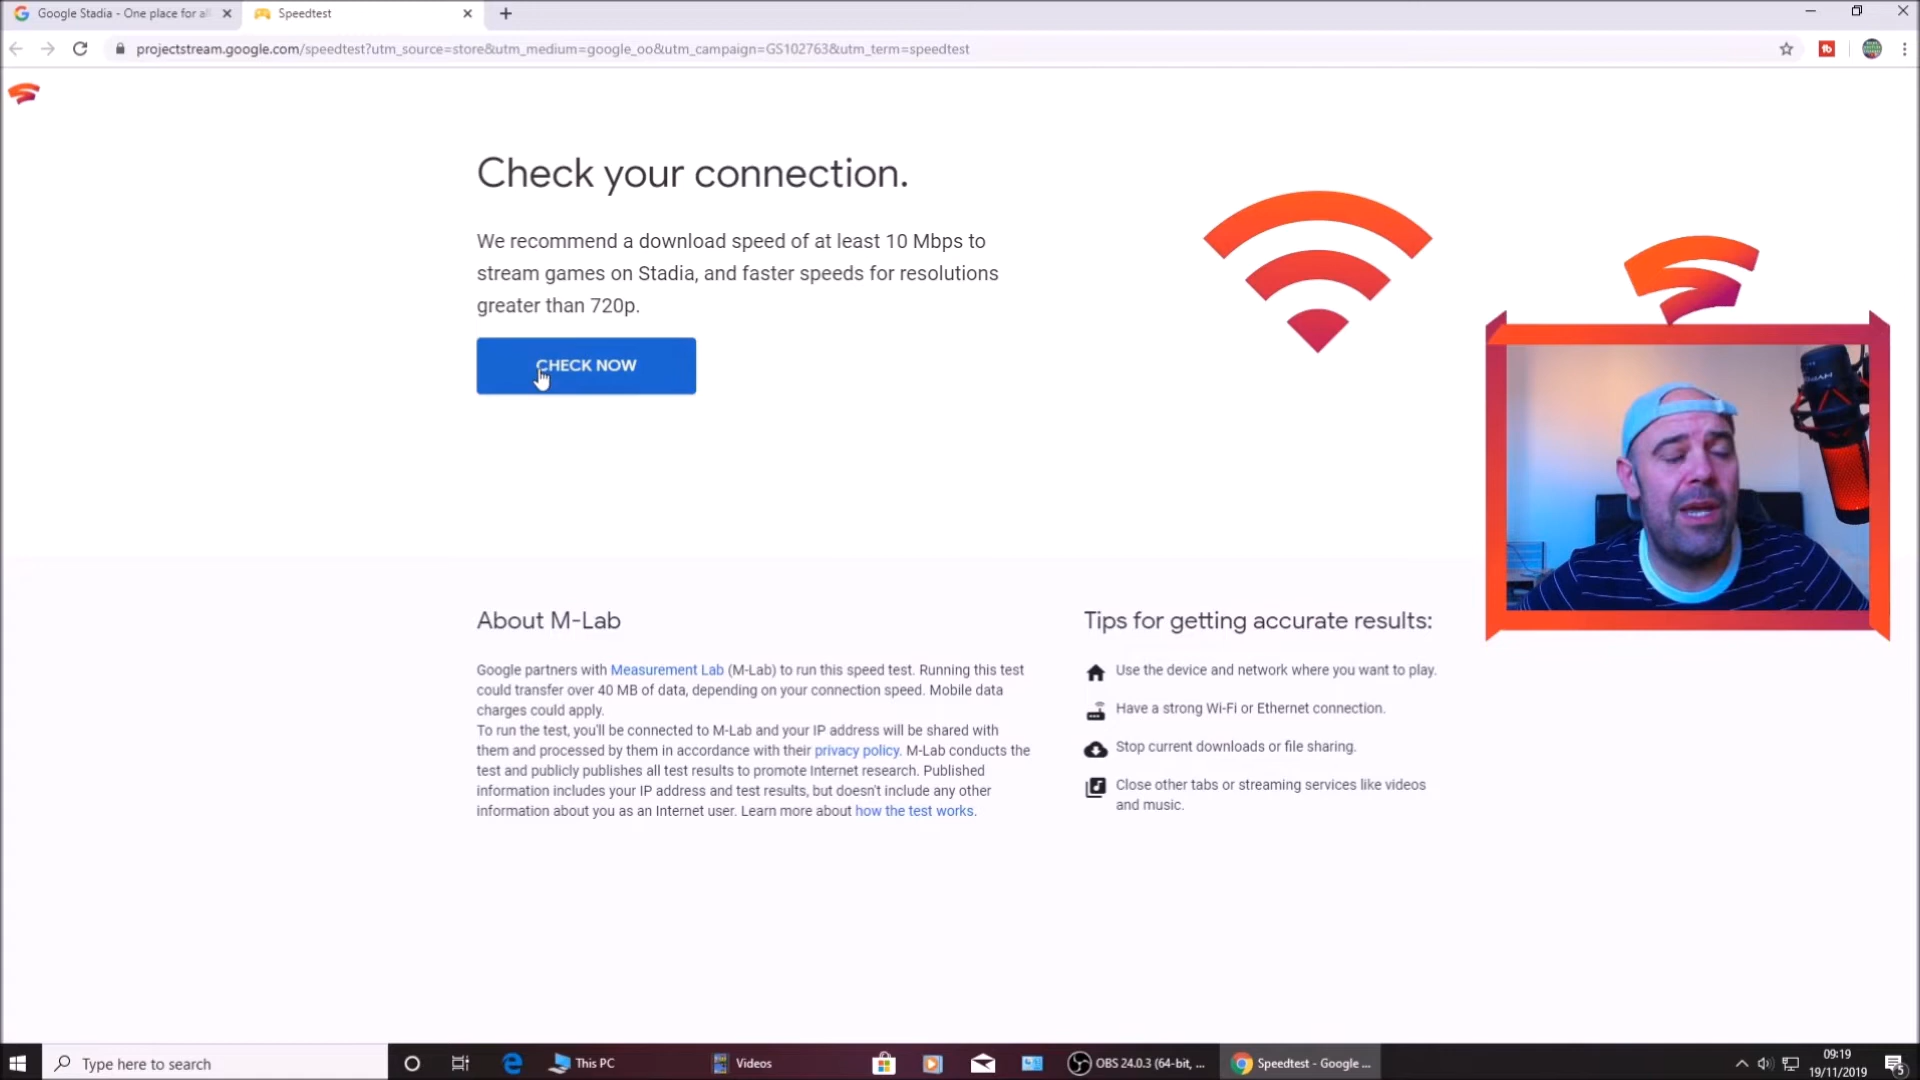 Google Stadia - One place for al
Speedtest
projectstream.google.com/speedtest?utm_source=store&utm_medium=google_oo&utm_campaign=GS102763&utm_term=speedtest
Check your connection.
We recommend a download speed of at least 10 Mbps to
stream games on Stadia, and faster speeds for resolutions
greater than 720p.
CHECK NOW
About M-Lab
Google partners with Measurement Lab (M-Lab) to run this speed test. Running this test
could transfer over 40 MB of data, depending on your connection speed. Mobile data
charges could apply.
To run the test, you'll be connected to M-Lab and your IP address will be shared with
them and processed by them in accordance with their privacy policy. M-Lab conducts the
test and publicly publishes all test results to promote Internet research. Published
information includes your IP address and test results, but doesn't include any other
information about you as an Internet user. Learn more about how the test works.
Tips for getting accurate results:
Use the device and network where you want to play.
Have a strong Wi-Fi or Ethernet connection.
Stop current downloads or file sharing.
Close other tabs or streaming services like videos
and music.
Type here to search
This PC
Videos
OBS 24.0.3 (64-bit, ...
Speedtest - Google ...
09:19
19/11/2019
5